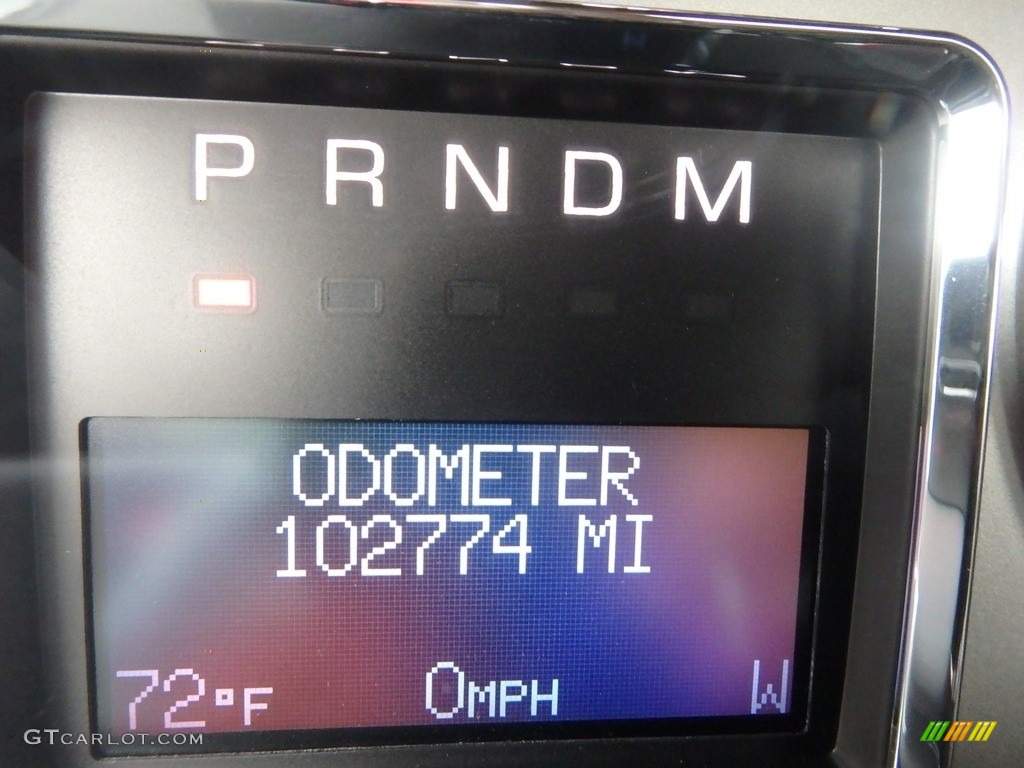 P R N D M
ODOMETER
102774 MI
72°F 0MPH W
GTCARLOT.COM